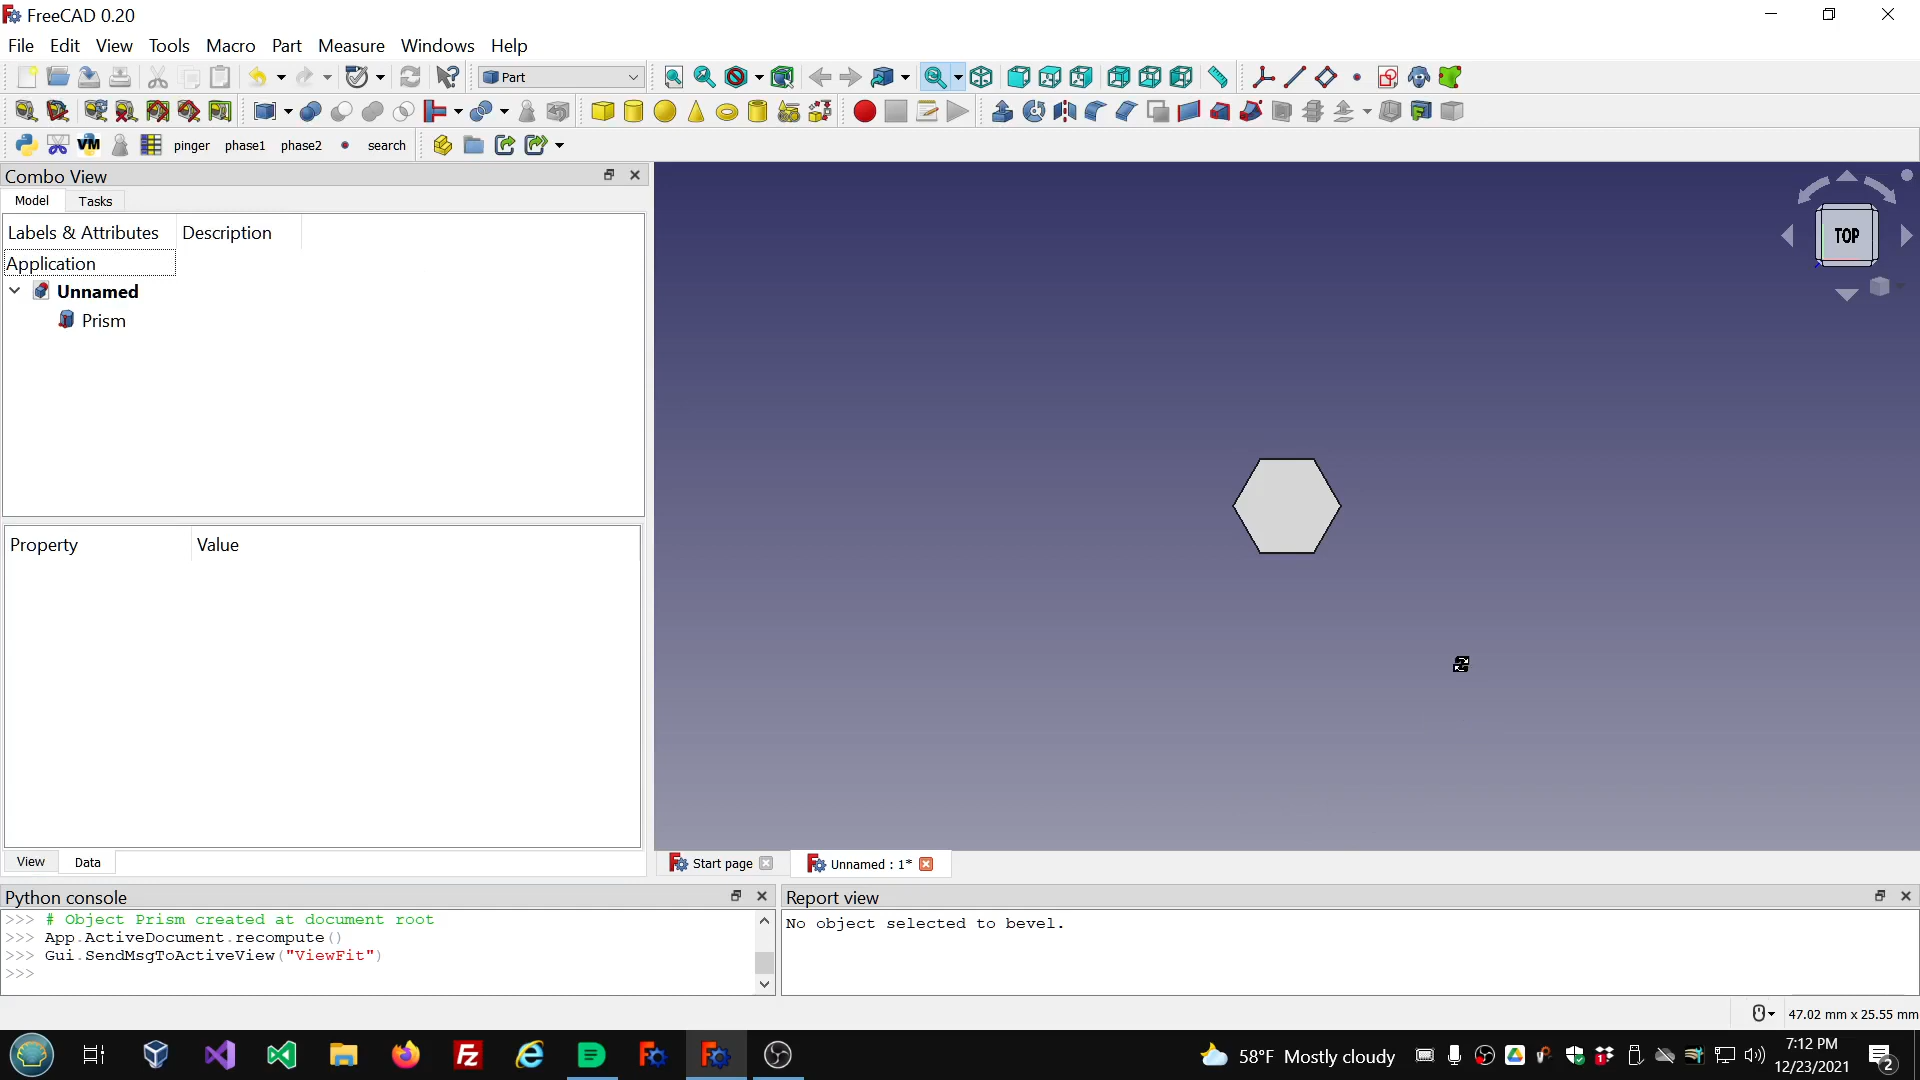 FreeCAD 0.20
File Edit View Tools Macro Part Measure Windows Help
Part
VM pinger phase1 phase2 search
Combo View
Model Tasks
Labels & Attributes Description
Application
Unnamed
Prism
TOP
Property Value
View Data
Start page Unnamed : 1*
Python console
>>> # Object Prism created at document root
>>> App.ActiveDocument.recompute()
>>> Gui.SendMsgToActiveView("ViewFit")
>>>
Report view
No object selected to bevel.
47.02 mm x 25.55 mm
58°F Mostly cloudy
7:12 PM
12/23/2021
2